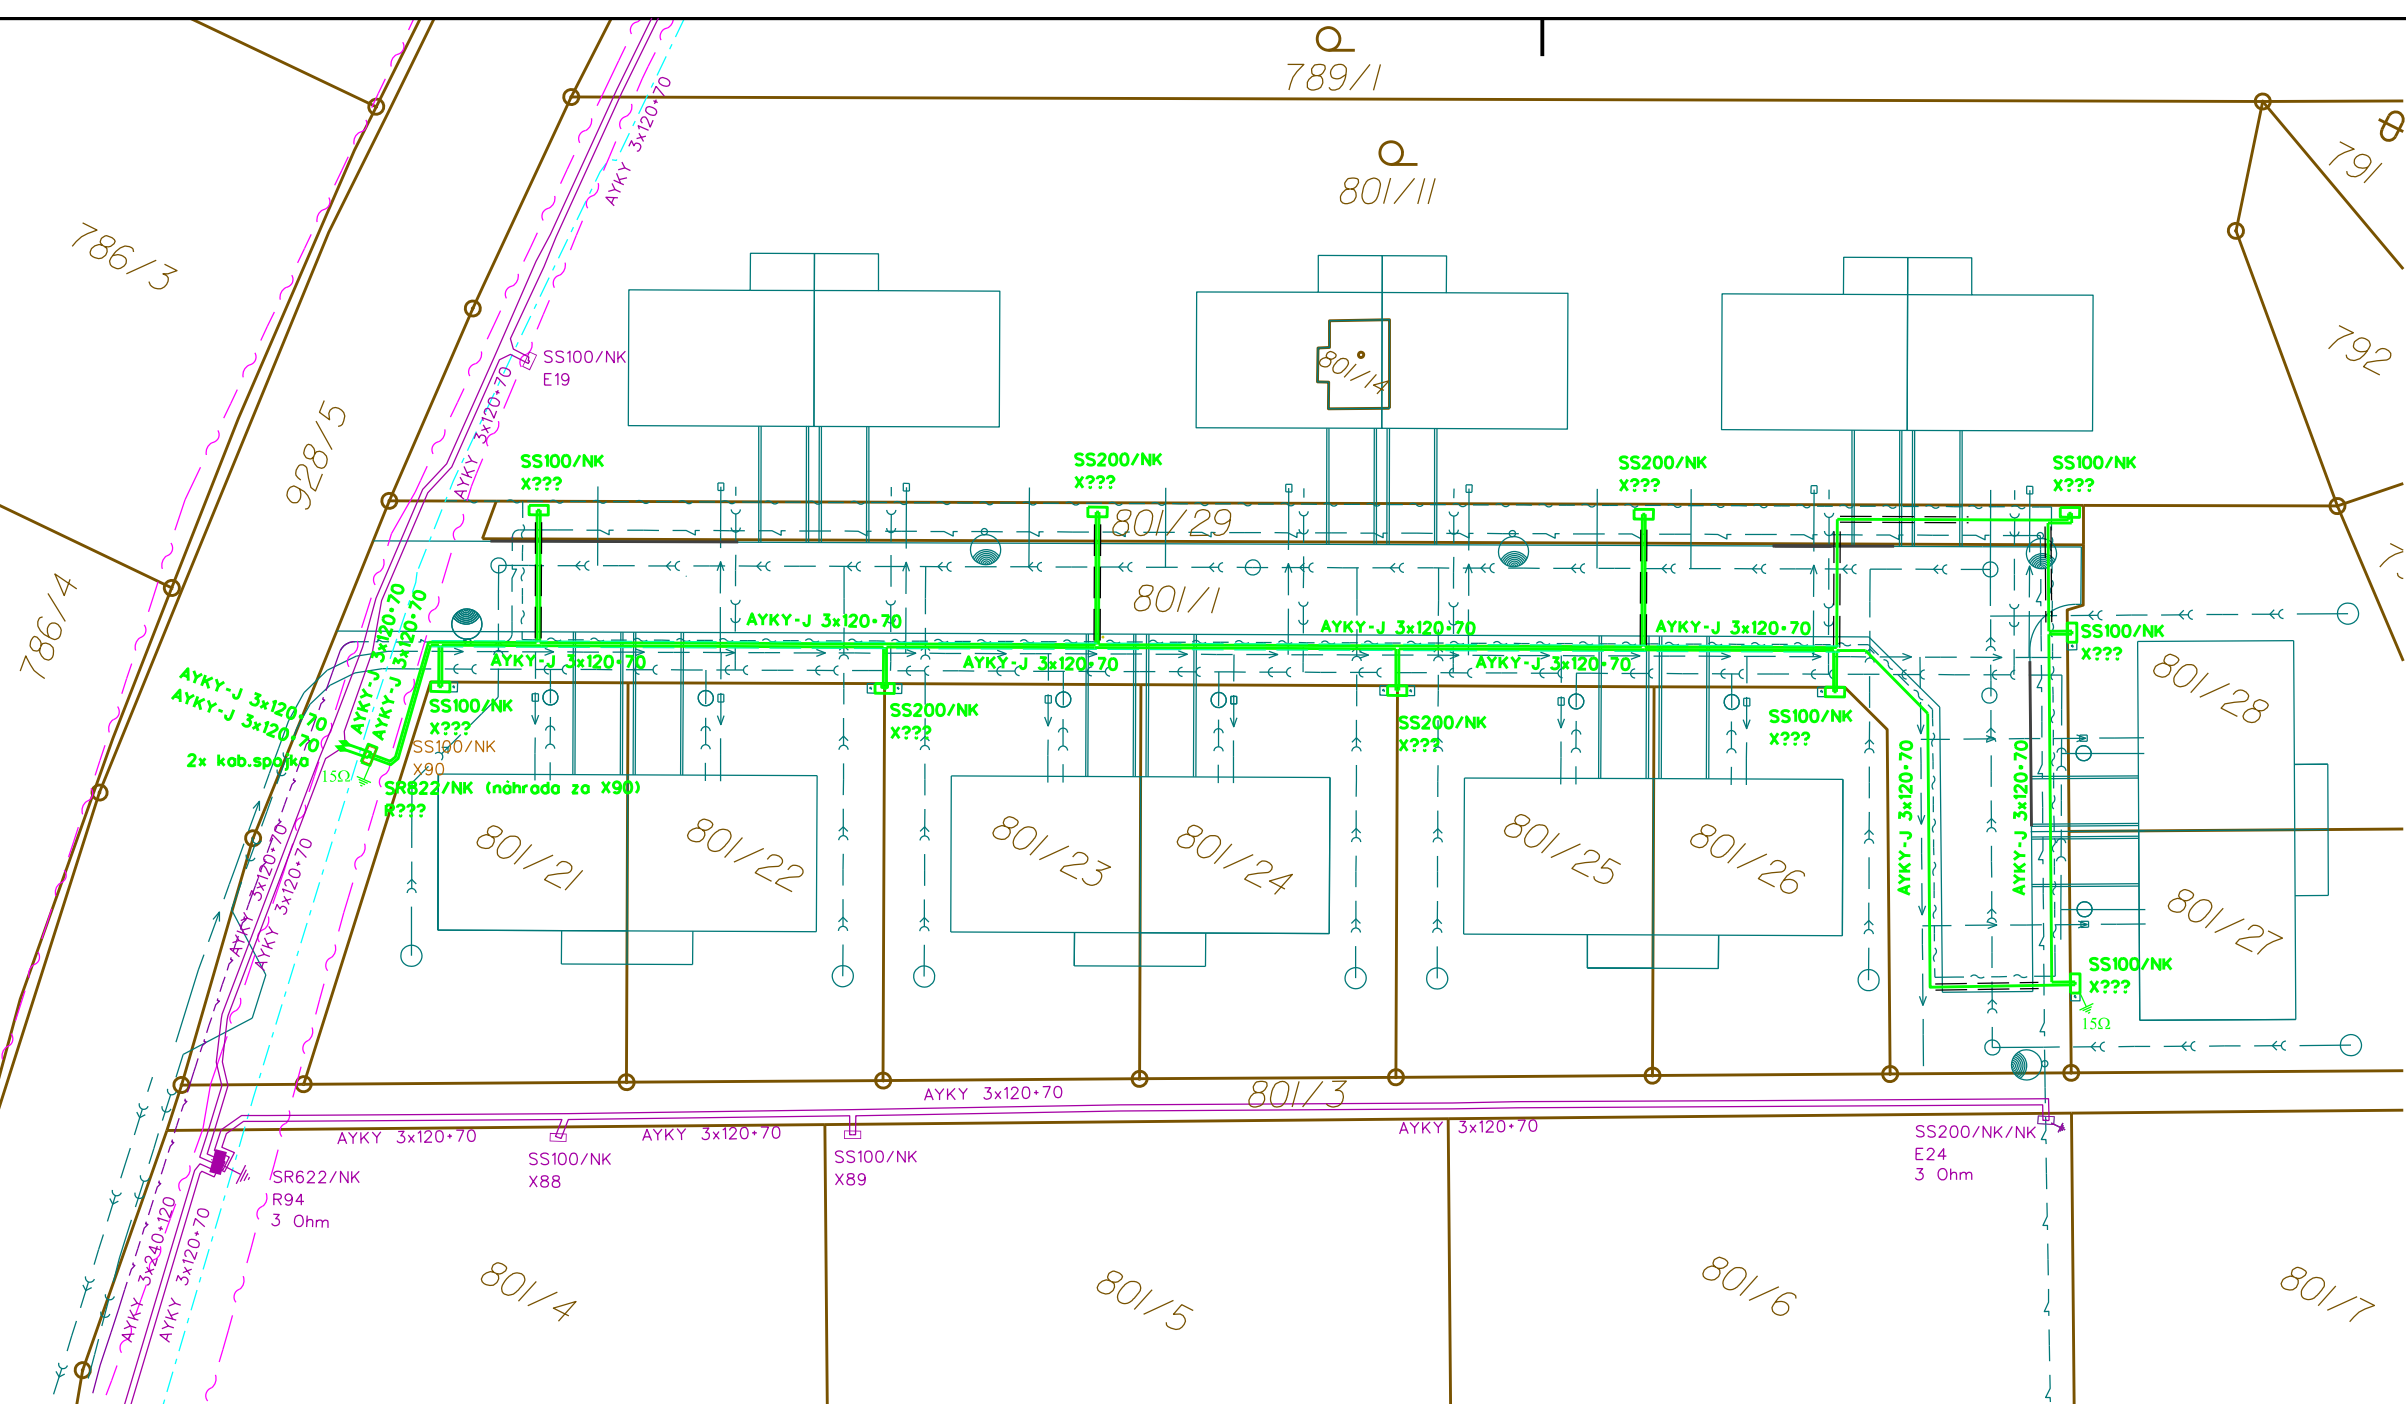 789/1
801/11
791
AYKY 3x120+70
786/3
792
SS100/NK
E19
801/14
928/5
AYKY 3x120+70
SS100/NK
X???
SS200/NK
X???
SS200/NK
X???
SS100/NK
X???
801/29
801/1
786/4
AYKY-J 3x120+70
AYKY-J 3x120+70
AYKY-J 3x120+70
AYKY-J 3x120+70
AYKY-J 3x120+70
AYKY-J 3x120+70
AYKY-J 3x120+70
AYKY-J 3x120+70
SS100/NK
X???
AYKY-J 3x120+70
AYKY-J 3x120+70
2x kab.spojka
15Ω
SS100/NK
X???
SS100/NK
X90
SR822/NK (náhrada za X90)
R???
SS200/NK
X???
SS200/NK
X???
SS100/NK
X???
801/28
AYKY-J 3x120+70
AYKY-J 3x120+70
801/21
801/22
801/23
801/24
801/25
801/26
801/27
AYKY 3x120+70
AYKY 3x120+70
SS100/NK
X???
15Ω
AYKY 3x120+70
801/3
AYKY 3x120+70
AYKY 3x120+70
AYKY 3x120+70
SS200/NK/NK
E24
3 Ohm
SS100/NK
X88
SS100/NK
X89
SR622/NK
R94
3 Ohm
AYKY 3x240+120
AYKY 3x120+70
801/4
801/5
801/6
801/7